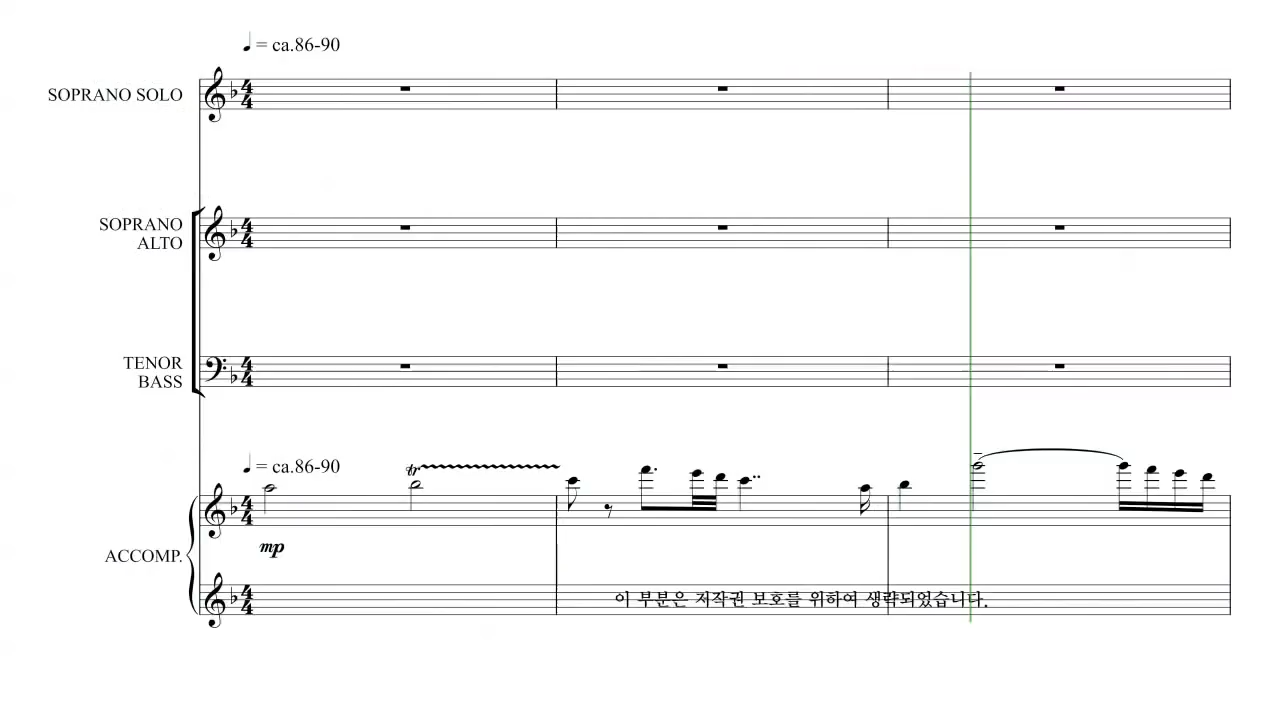 ♩ = ca.86-90
SOPRANO SOLO
SOPRANO
ALTO
TENOR
BASS
♩ = ca.86-90
tr
mp
ACCOMP.
이 부분은 저작권 보호를 위하여 생략되었습니다.